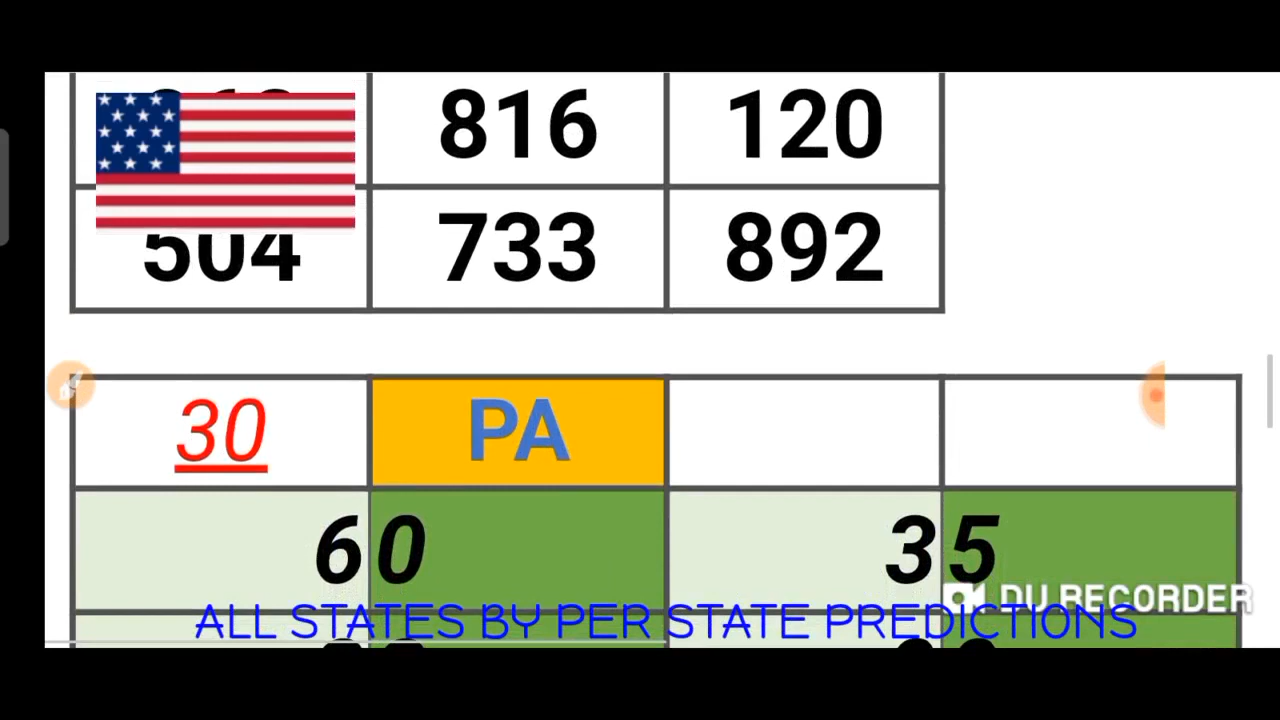 816 120
504 733 892
30 PA
60 35
DU RECORDER
ALL STATES BY PER STATE PREDICTIONS